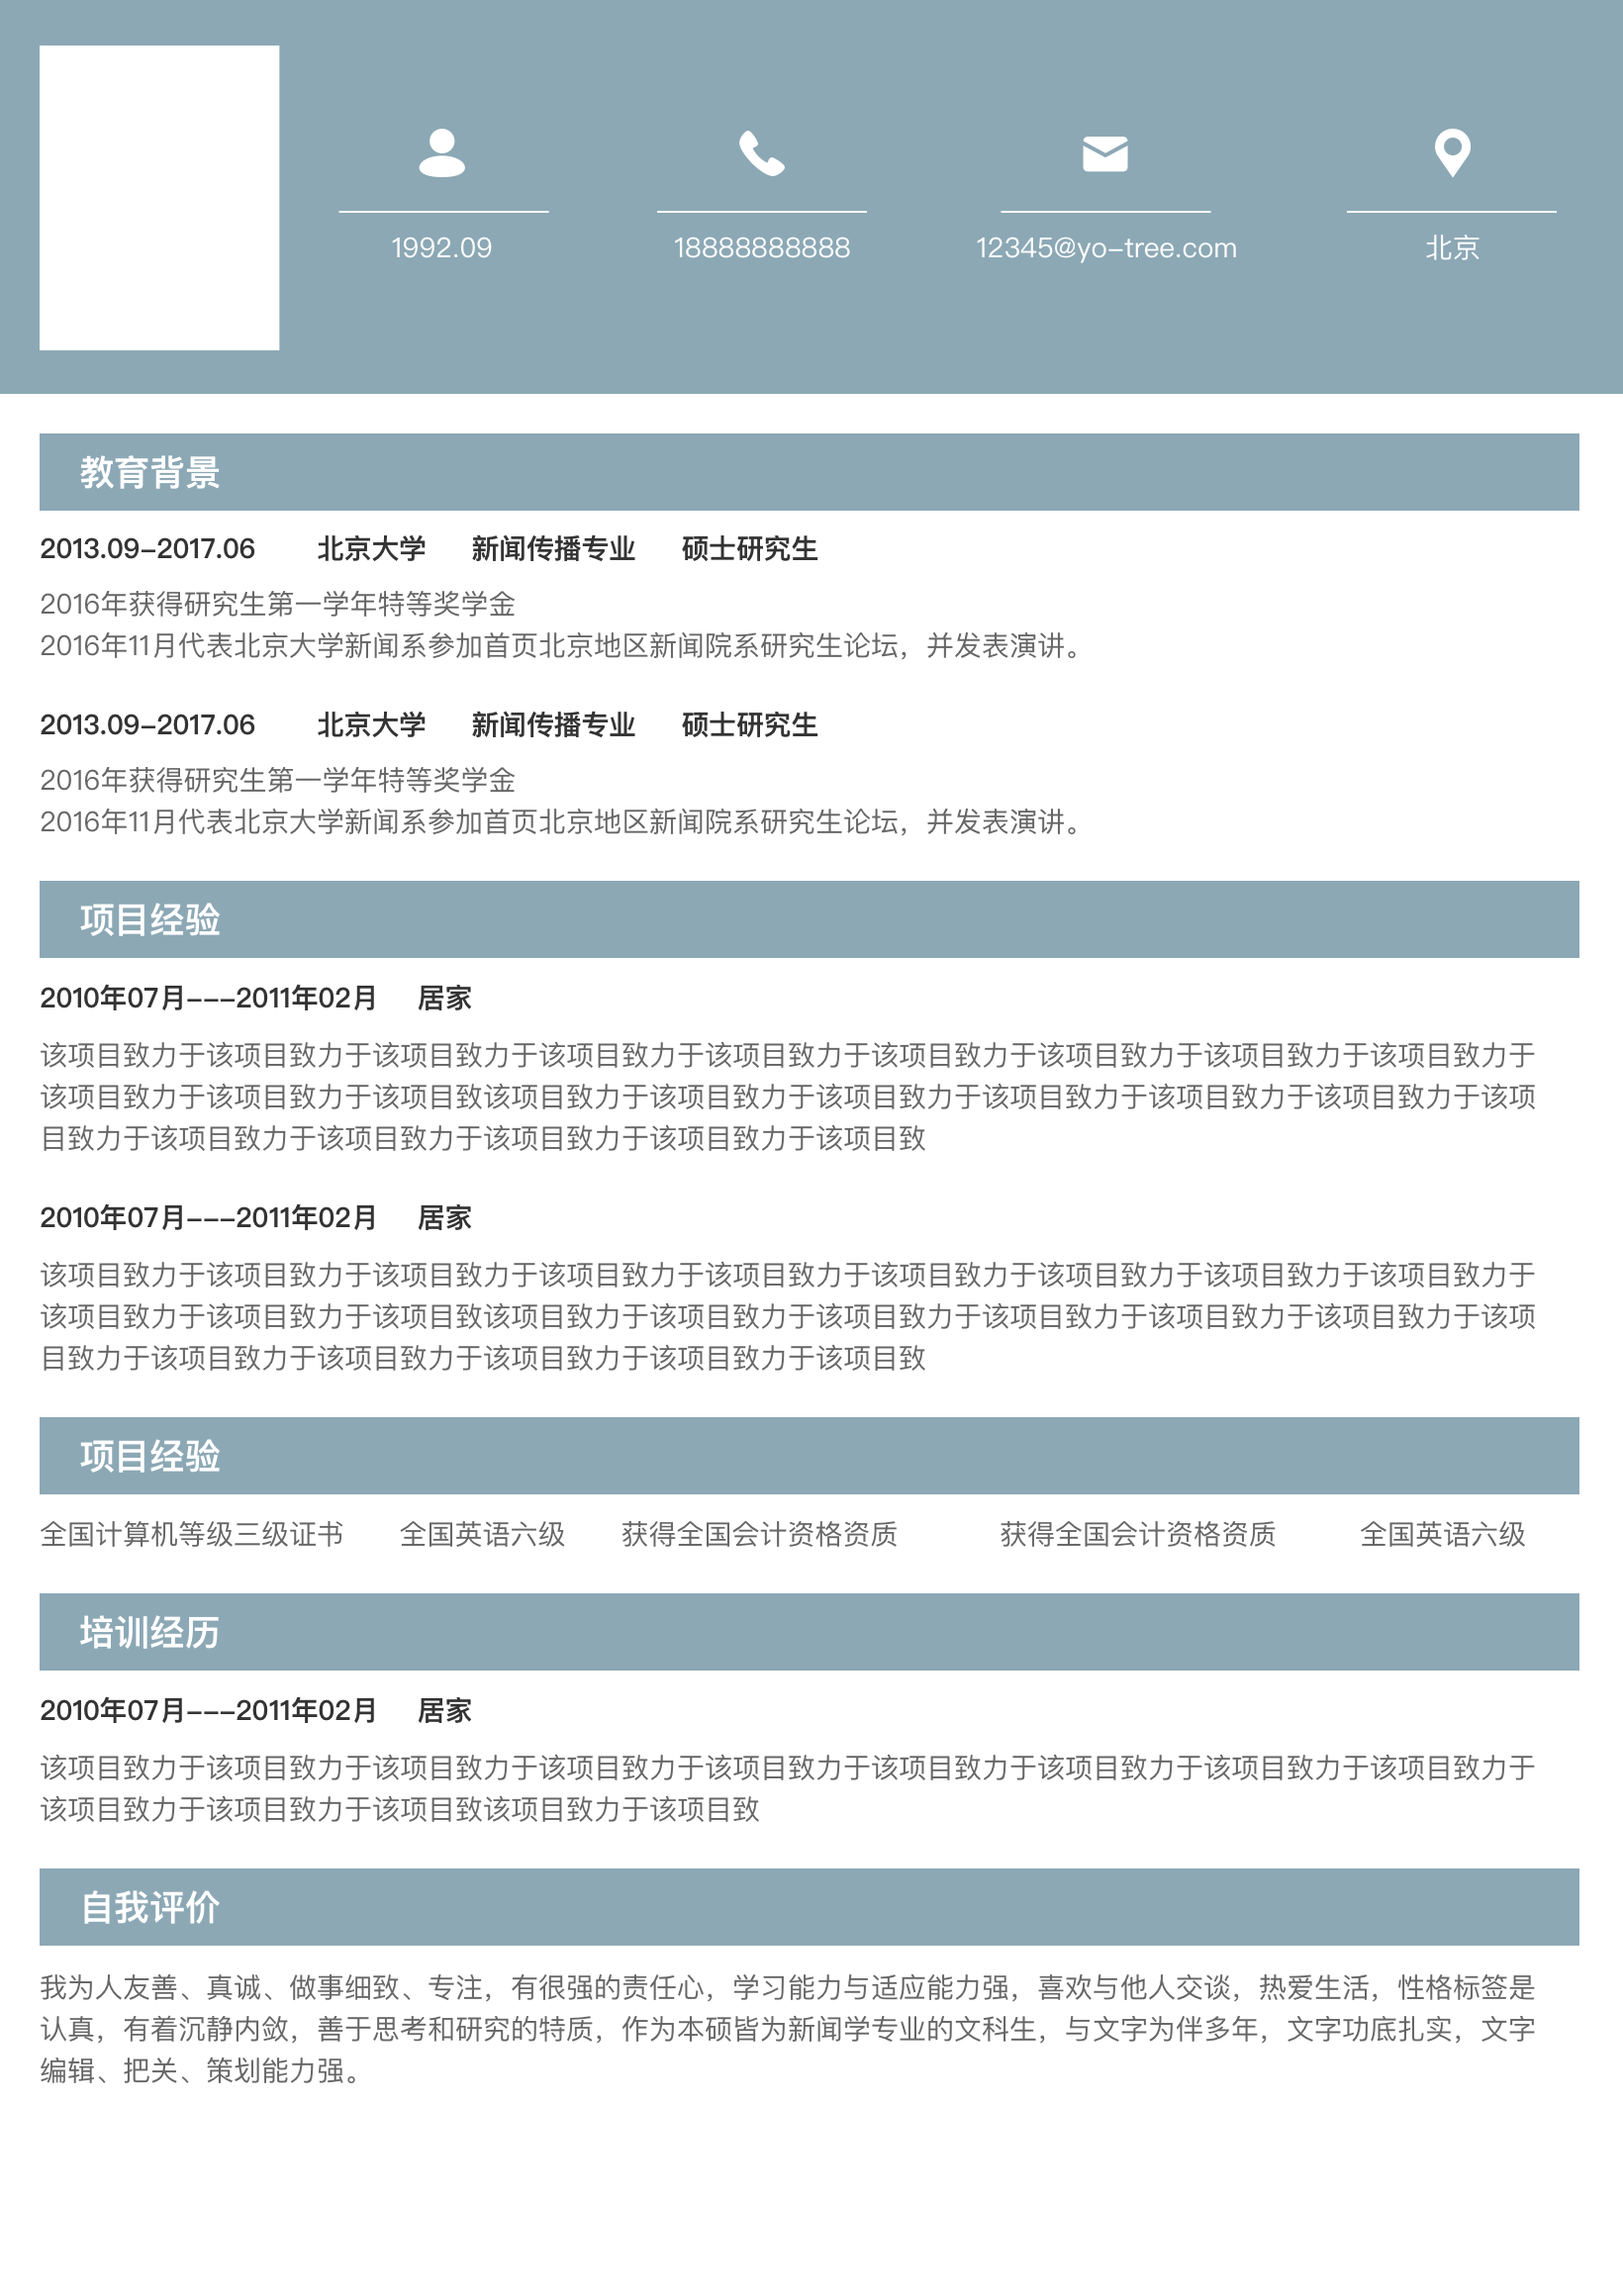 1992.09
18888888888
12345@yo-tree.com
北京
教育背景
2013.09-2017.06 北京大学 新闻传播专业 硕士研究生
2016年获得研究生第一学年特等奖学金
2016年11月代表北京大学新闻系参加首页北京地区新闻院系研究生论坛，并发表演讲。
2013.09-2017.06 北京大学 新闻传播专业 硕士研究生
2016年获得研究生第一学年特等奖学金
2016年11月代表北京大学新闻系参加首页北京地区新闻院系研究生论坛，并发表演讲。
项目经验
2010年07月---2011年02月 居家
该项目致力于该项目致力于该项目致力于该项目致力于该项目致力于该项目致力于该项目致力于该项目致力于该项目致力于
该项目致力于该项目致力于该项目致该项目致力于该项目致力于该项目致力于该项目致力于该项目致力于该项目致力于该项
目致力于该项目致力于该项目致力于该项目致力于该项目致力于该项目致
2010年07月---2011年02月 居家
该项目致力于该项目致力于该项目致力于该项目致力于该项目致力于该项目致力于该项目致力于该项目致力于该项目致力于
该项目致力于该项目致力于该项目致该项目致力于该项目致力于该项目致力于该项目致力于该项目致力于该项目致力于该项
目致力于该项目致力于该项目致力于该项目致力于该项目致力于该项目致
项目经验
全国计算机等级三级证书 全国英语六级 获得全国会计资格资质 获得全国会计资格资质 全国英语六级
培训经历
2010年07月---2011年02月 居家
该项目致力于该项目致力于该项目致力于该项目致力于该项目致力于该项目致力于该项目致力于该项目致力于该项目致力于
该项目致力于该项目致力于该项目致该项目致力于该项目致
自我评价
我为人友善、真诚、做事细致、专注，有很强的责任心，学习能力与适应能力强，喜欢与他人交谈，热爱生活，性格标签是
认真，有着沉静内敛，善于思考和研究的特质，作为本硕皆为新闻学专业的文科生，与文字为伴多年，文字功底扎实，文字
编辑、把关、策划能力强。